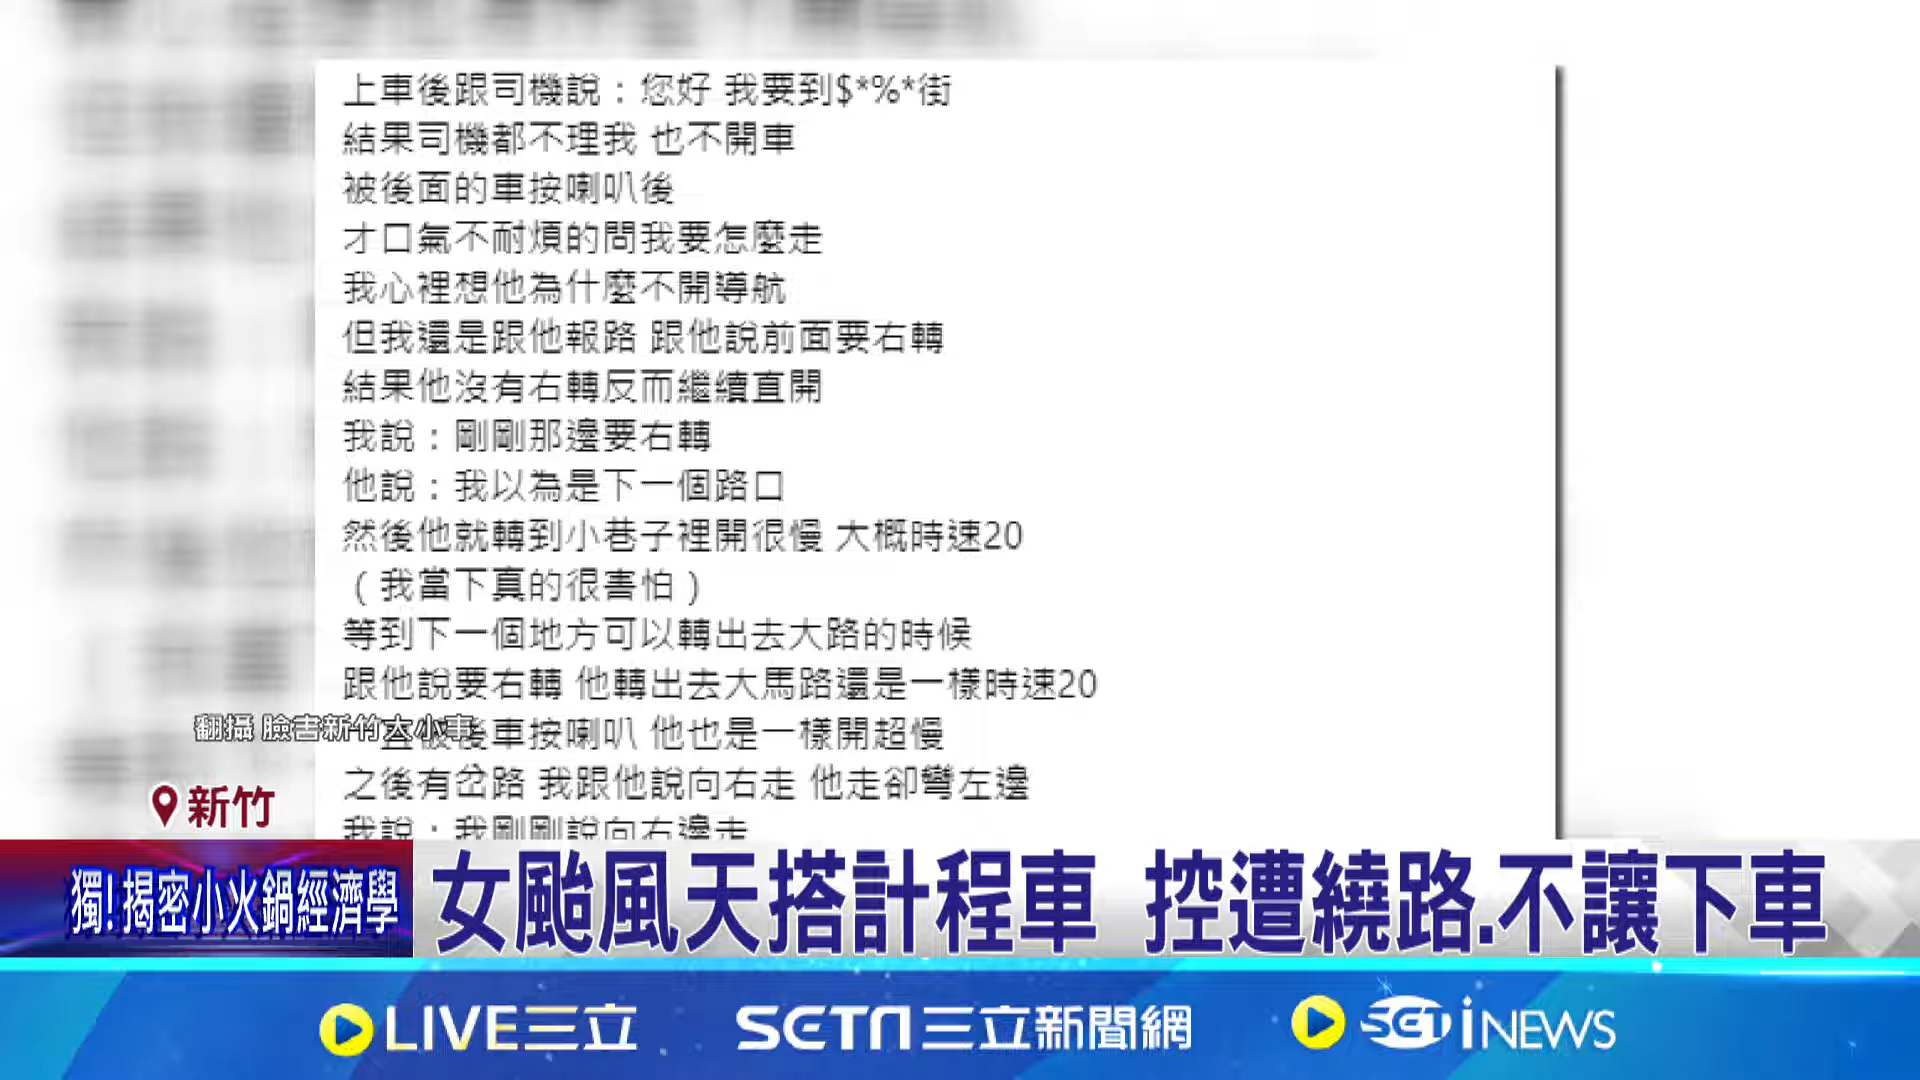 上車後跟司機說：您好 我要到$*%*街
結果司機都不理我 也不開車
被後面的車按喇叭後
才口氣不耐煩的問我要怎麼走
我心裡想他為什麼不開導航
但我還是跟他報路 跟他說前面要右轉
結果他沒有右轉反而繼續直開
我說：剛剛那邊要右轉
他說：我以為是下一個路口
然後他就轉到小巷子裡開很慢 大概時速20
（我當下真的很害怕）
等到下一個地方可以轉出去大路的時候
跟他說要右轉 他轉出去大馬路還是一樣時速20
後車按喇叭 他也是一樣開超慢
翻攝 臉書新竹大小事
之後有岔路 我跟他說向右走 他走卻彎左邊
新竹
我說：我剛剛說向右邊走
獨!揭密小火鍋經濟學
女颱風天搭計程車 控遭繞路.不讓下車
LIVE三立
SETN三立新聞網
SETiNEWS